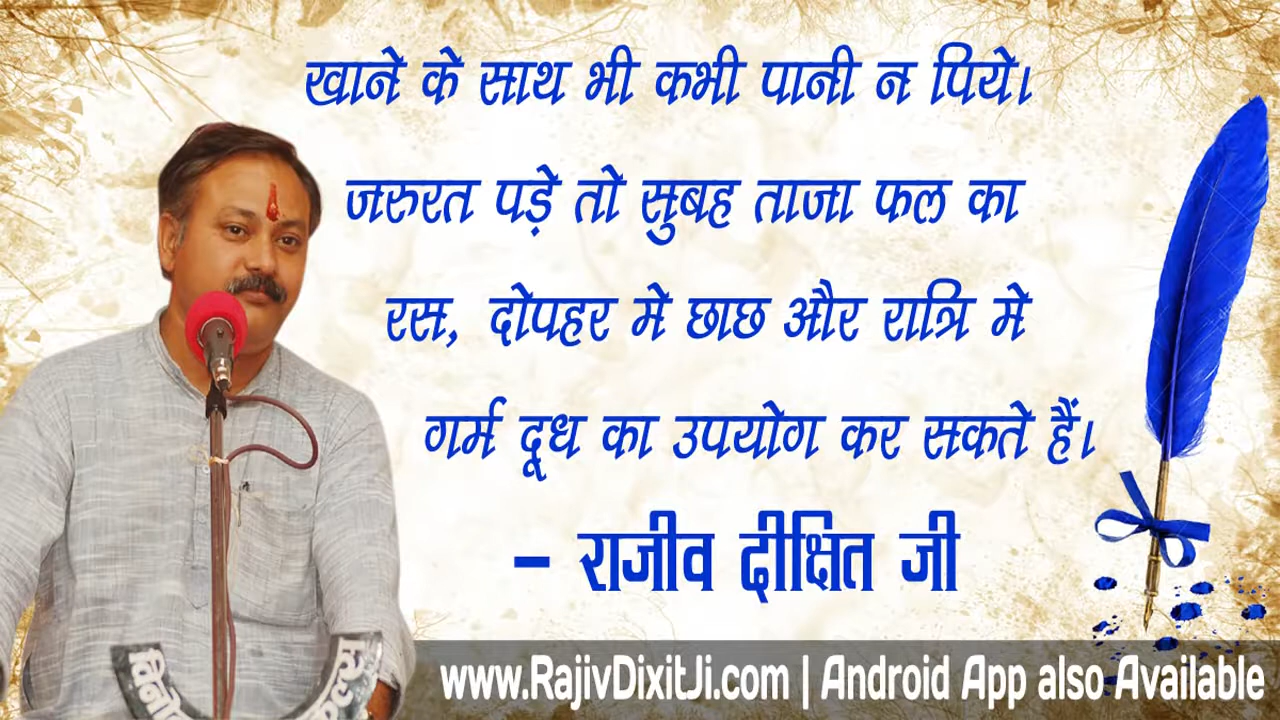 खाने के साथ भी कभी पानी न पिये।
जरुरत पड़े तो सुबह ताजा फल का
रस, दोपहर मे छाछ और रात्रि मे
गर्म दूध का उपयोग कर सकते हैं।
– राजीव दीक्षित जी
www.RajivDixitJi.com | Android App also Available